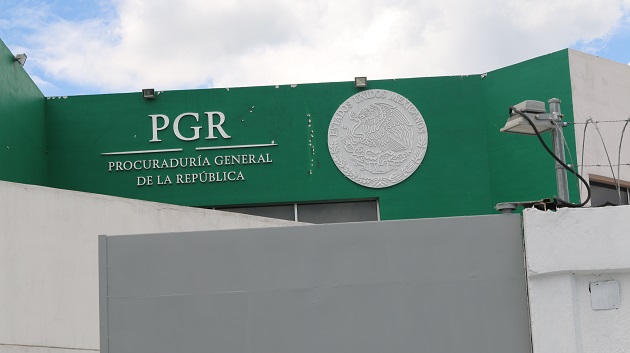 PGR
PROCURADURÍA GENERAL
DE LA REPÚBLICA
ESTADOS UNIDOS MEXICANOS